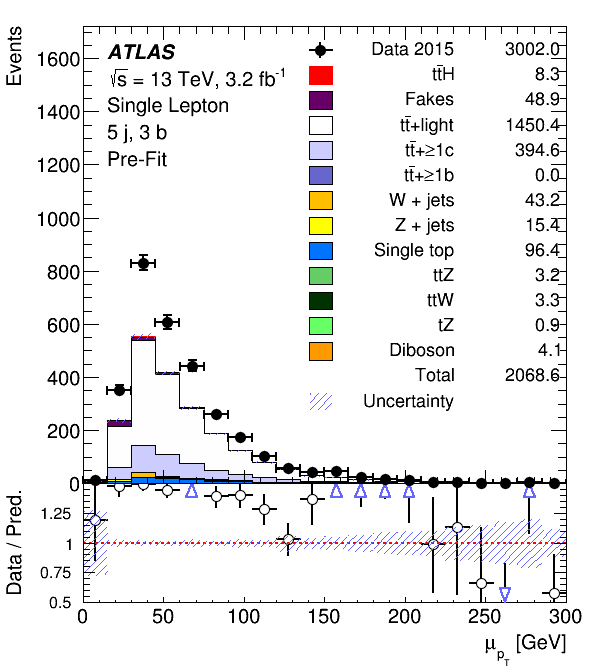 Events
1600
1400
1200
1000
800
600
400
200
0
ATLAS
√s = 13 TeV, 3.2 fb⁻¹
Single Lepton
5 j, 3 b
Pre-Fit
Data 2015 3002.0
tt̄H 8.3
Fakes 48.9
tt̄+light 1450.4
tt̄+≥1c 394.6
tt̄+≥1b 0.0
W + jets 43.2
Z + jets 15.4
Single top 96.4
ttZ 3.2
ttW 3.3
tZ 0.9
Diboson 4.1
Total 2068.6
Uncertainty
Data / Pred.
1.25
1
0.75
0.5
0 50 100 150 200 250 300
μ_pT [GeV]